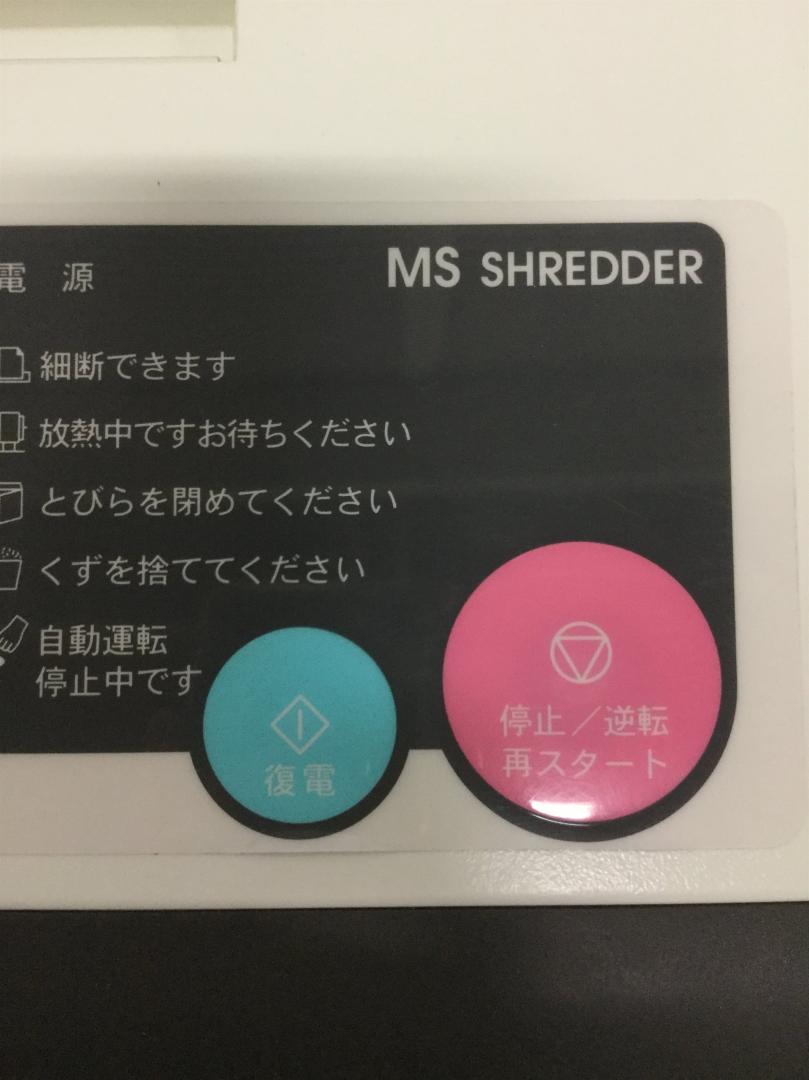 電 源
MS SHREDDER
細断できます
放熱中ですお待ちください
とびらを閉めてください
くずを捨ててください
自動運転
停止中です
復電
停止／逆転
再スタート